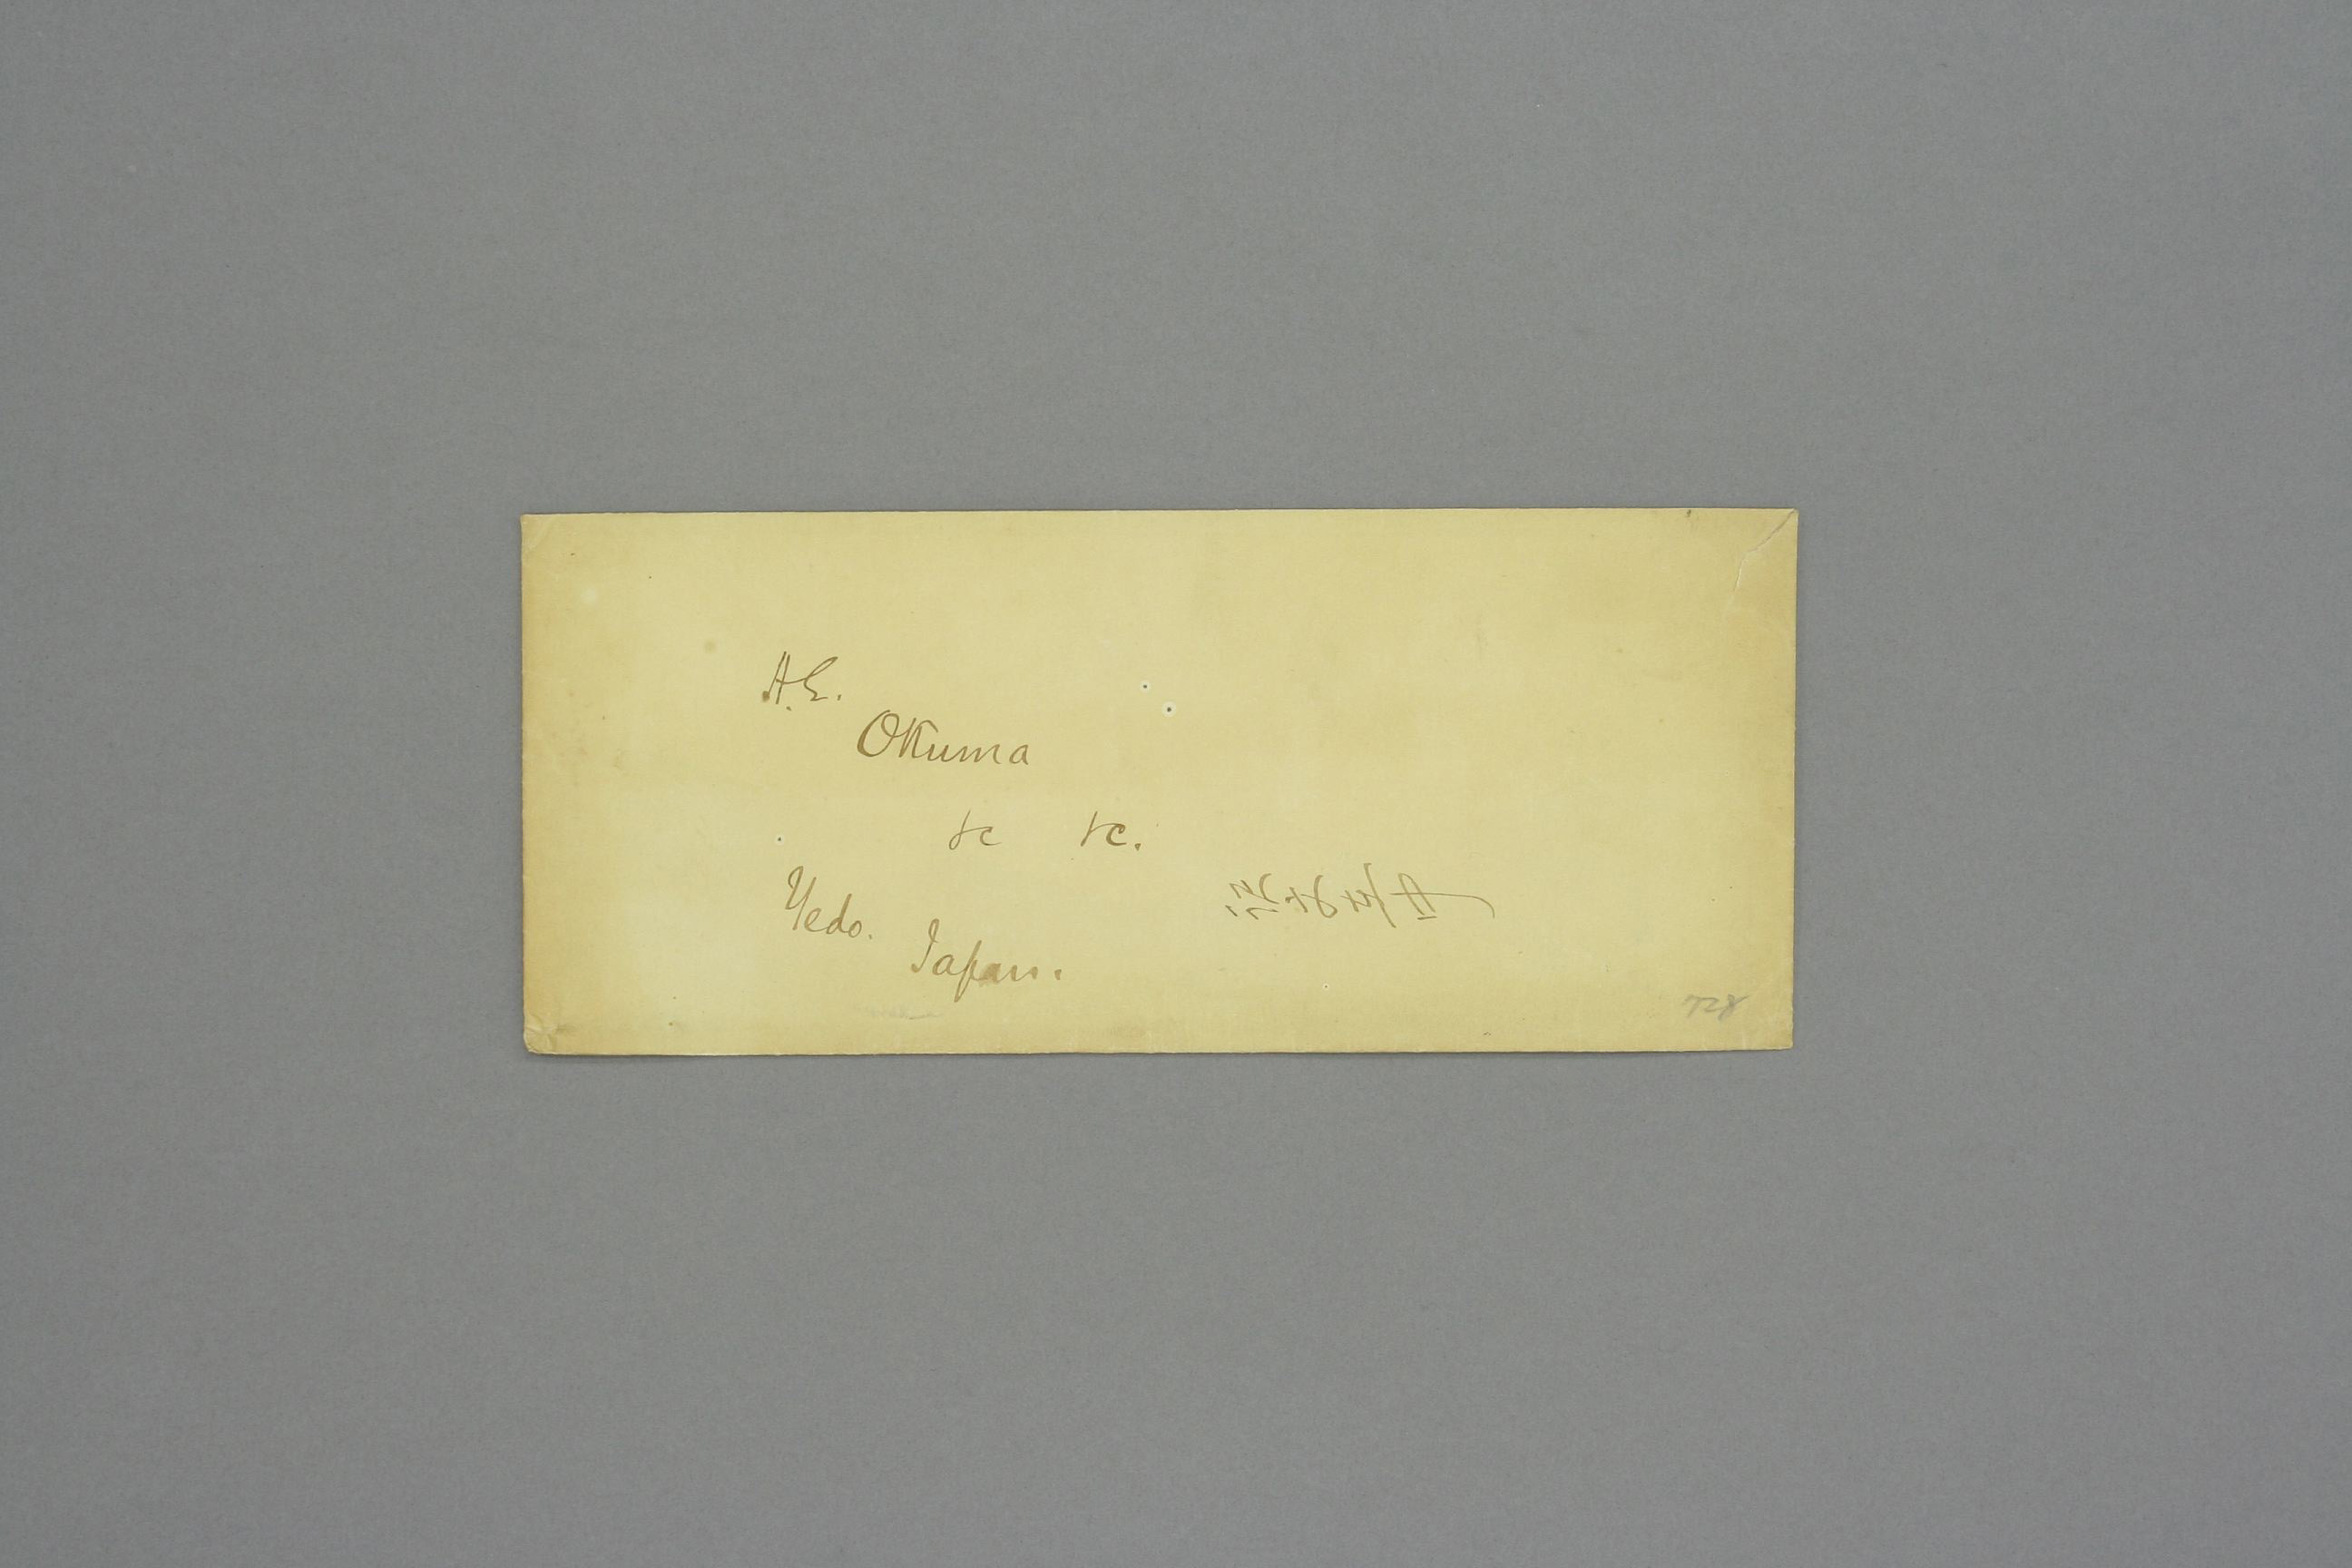 H.E.
Okuma
&c &c.
Yedo.
Japan.
728